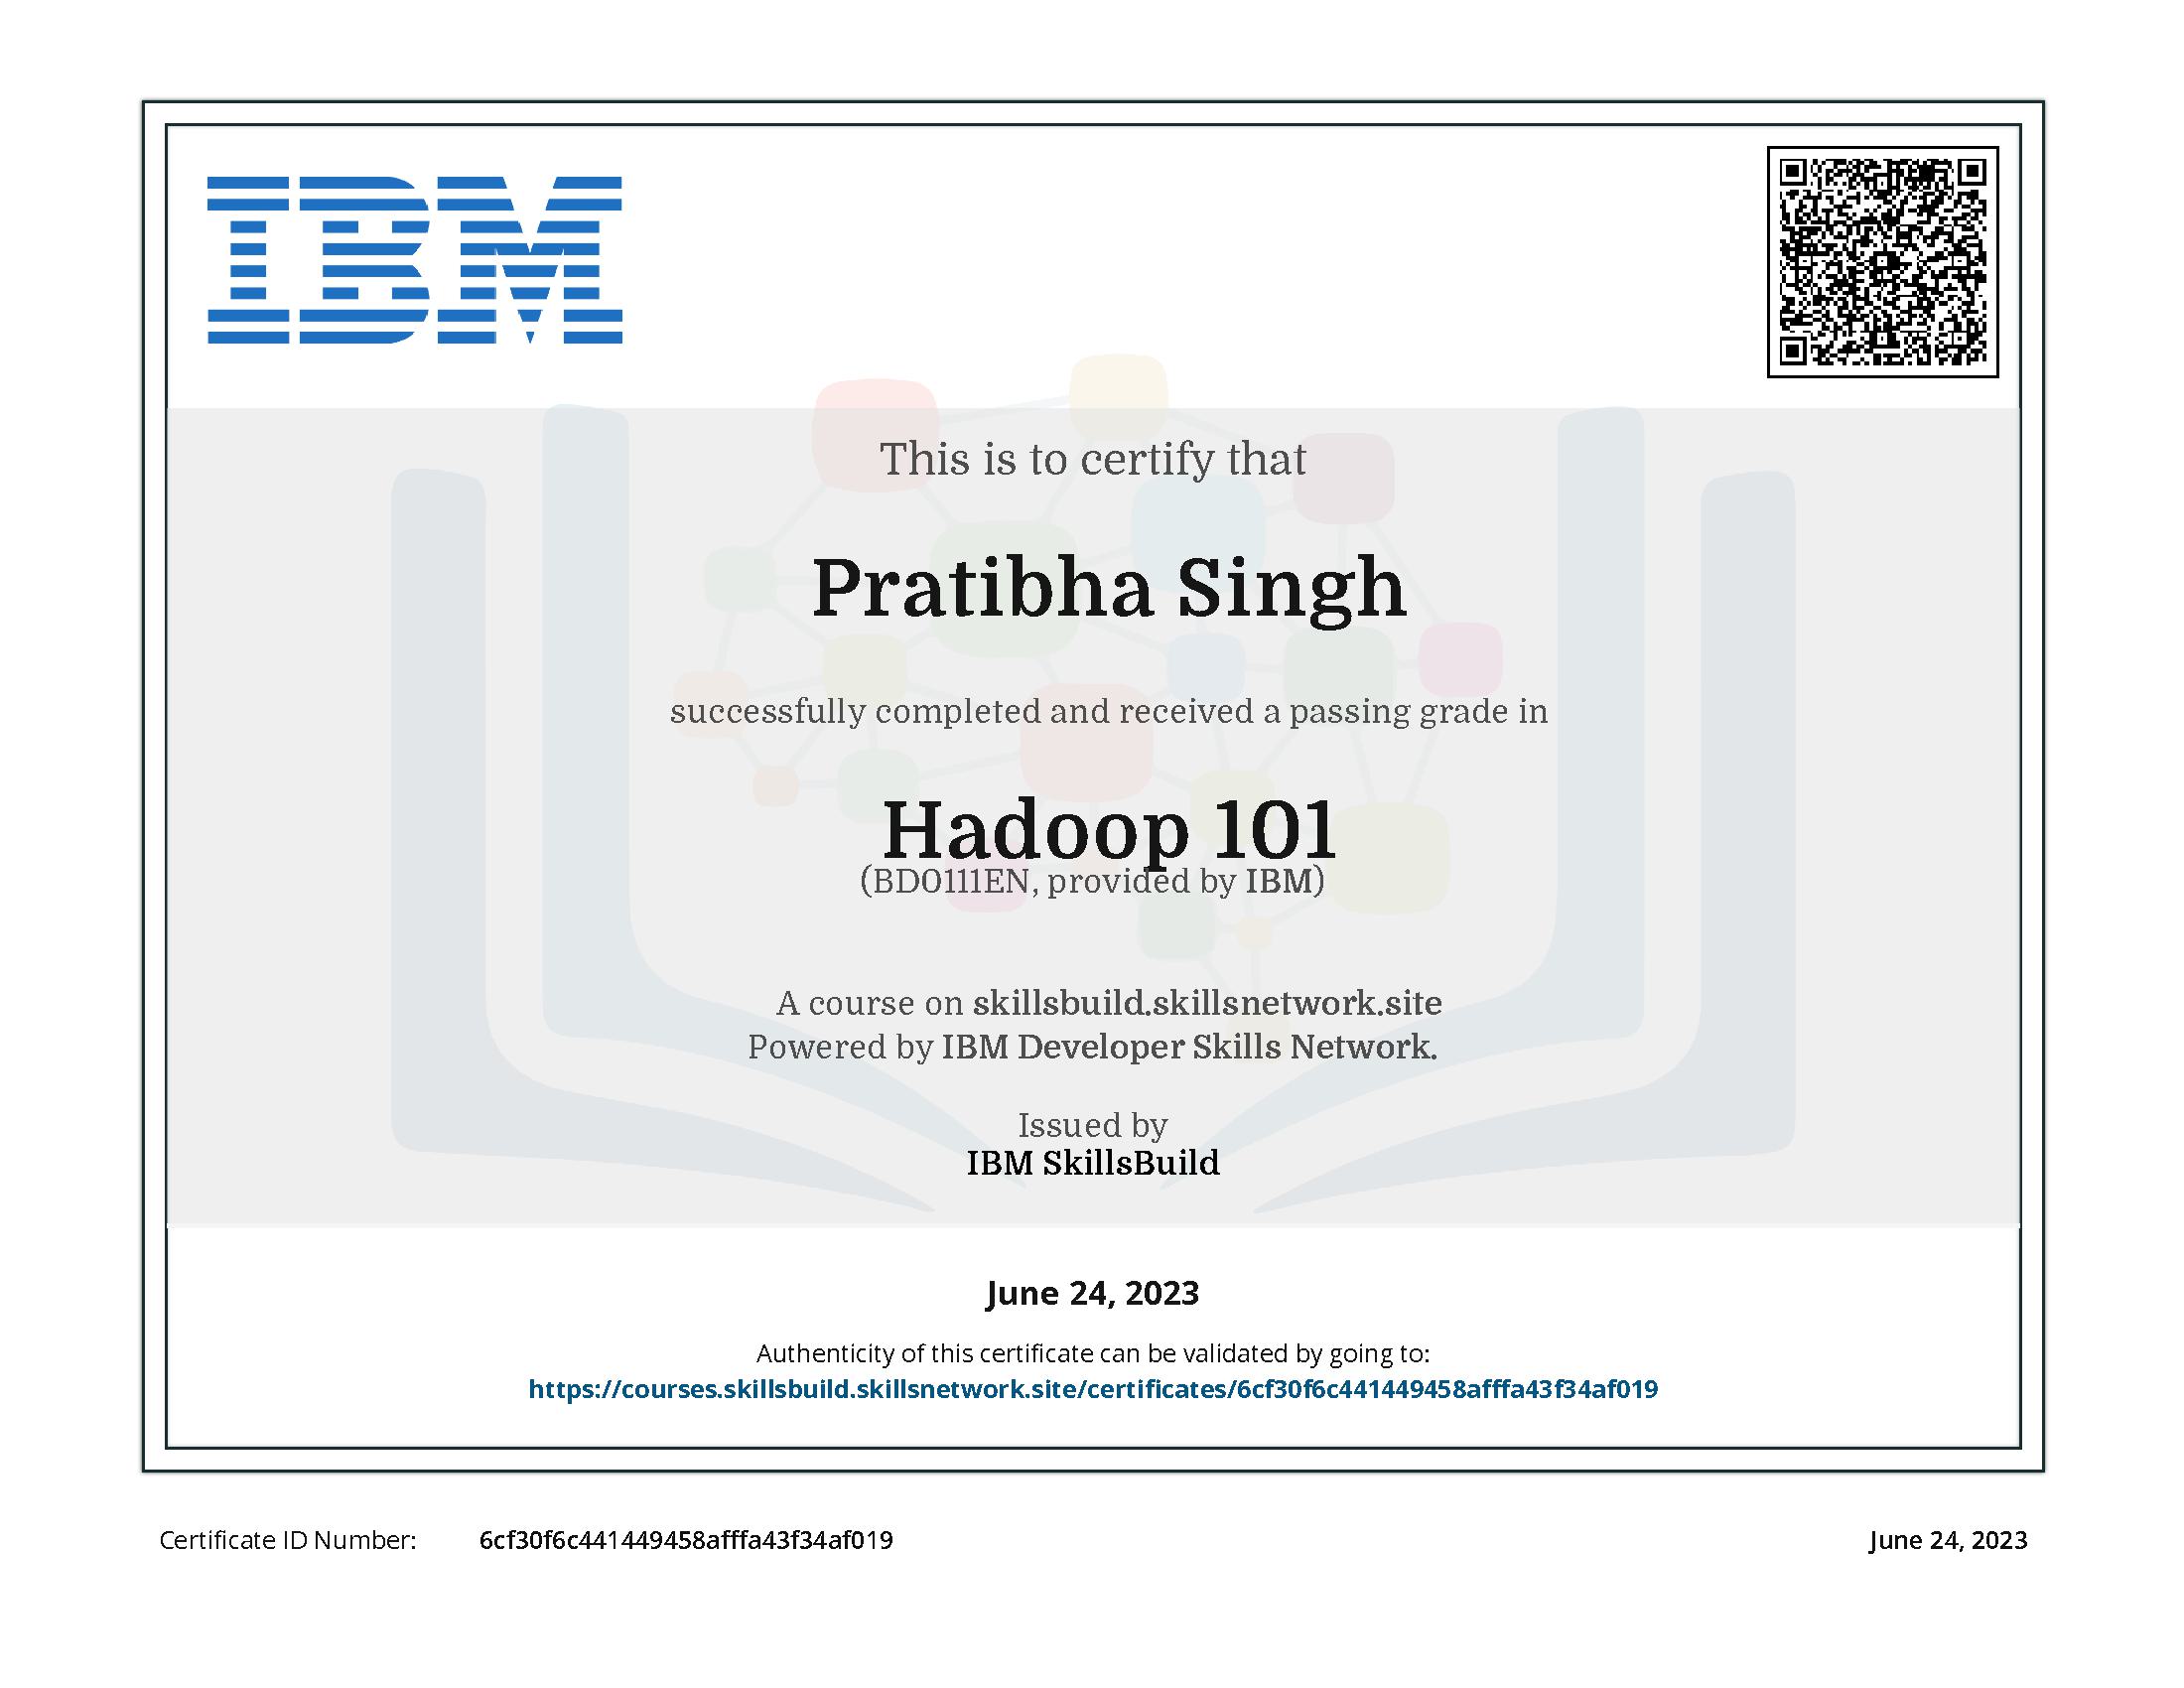 IBM
This is to certify that
Pratibha Singh
successfully completed and received a passing grade in
Hadoop 101
(BD0111EN, provided by IBM)
A course on skillsbuild.skillsnetwork.site
Powered by IBM Developer Skills Network.
Issued by
IBM SkillsBuild
June 24, 2023
Authenticity of this certificate can be validated by going to:
https://courses.skillsbuild.skillsnetwork.site/certificates/6cf30f6c441449458afffa43f34af019
Certificate ID Number: 6cf30f6c441449458afffa43f34af019 June 24, 2023